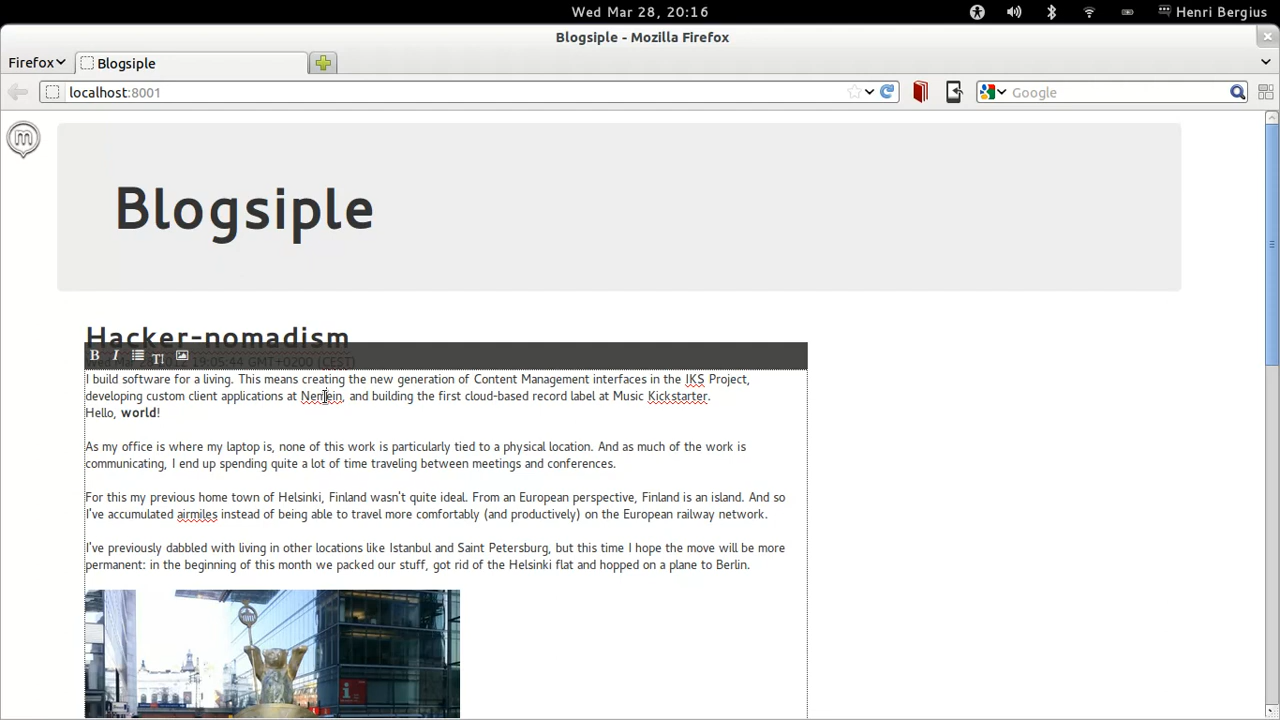 Wed Mar 28, 20:16
Henri Bergius
Blogsiple - Mozilla Firefox
Firefox
Blogsiple
localhost:8001
Google
m
Blogsiple
Hacker-nomadism
19:05:44 GMT+0200 (CEST)
B I T
I build software for a living. This means creating the new generation of Content Management interfaces in the IKS Project,
developing custom client applications at Nemein, and building the first cloud-based record label at Music Kickstarter.
Hello, world!
As my office is where my laptop is, none of this work is particularly tied to a physical location. And as much of the work is
communicating, I end up spending quite a lot of time traveling between meetings and conferences.
For this my previous home town of Helsinki, Finland wasn't quite ideal. From an European perspective, Finland is an island. And so
I've accumulated airmiles instead of being able to travel more comfortably (and productively) on the European railway network.
I've previously dabbled with living in other locations like Istanbul and Saint Petersburg, but this time I hope the move will be more
permanent: in the beginning of this month we packed our stuff, got rid of the Helsinki flat and hopped on a plane to Berlin.
i